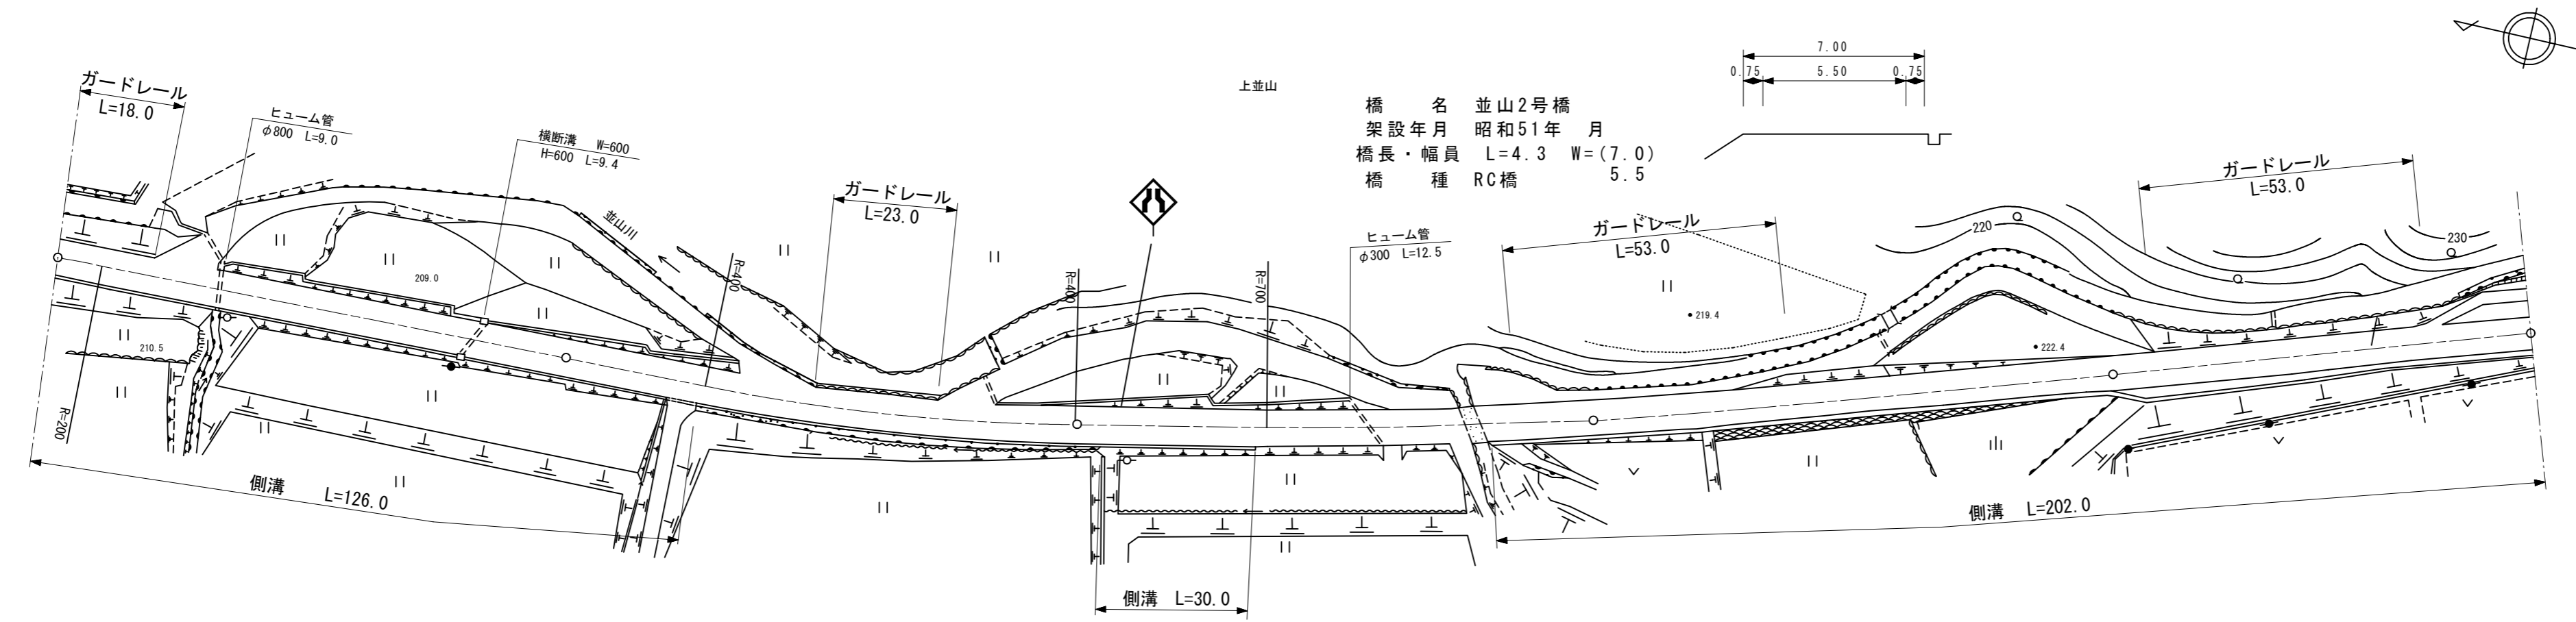 ガードレール
L=18.0
ヒューム管
φ800 L=9.0
横断溝 W=600
H=600 L=9.4
並山川
ガードレール
L=23.0
上並山
橋 名 並山2号橋
架設年月 昭和51年 月
橋長・幅員 L=4.3 W=(7.0)
5.5
橋 種 RC橋
7.00
0.75 5.50 0.75
ヒューム管
φ300 L=12.5
ガードレール
L=53.0
ガードレール
L=53.0
220
230
209.0
210.5
219.4
222.4
R=200
R=400
R=400
R=700
側溝 L=126.0
側溝 L=30.0
側溝 L=202.0